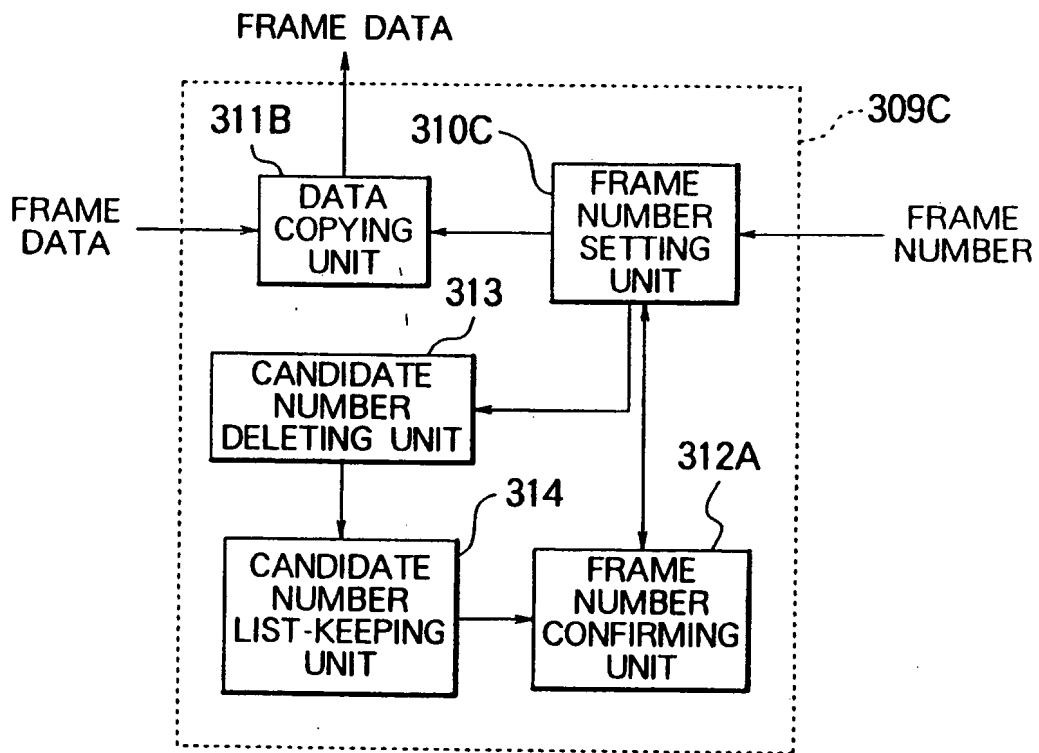 FRAME DATA
309C
311B
310C
FRAME
DATA
DATA
COPYING
UNIT
FRAME
NUMBER
SETTING
UNIT
FRAME
NUMBER
313
CANDIDATE
NUMBER
DELETING UNIT
312A
314
CANDIDATE
NUMBER
LIST-KEEPING
UNIT
FRAME
NUMBER
CONFIRMING
UNIT